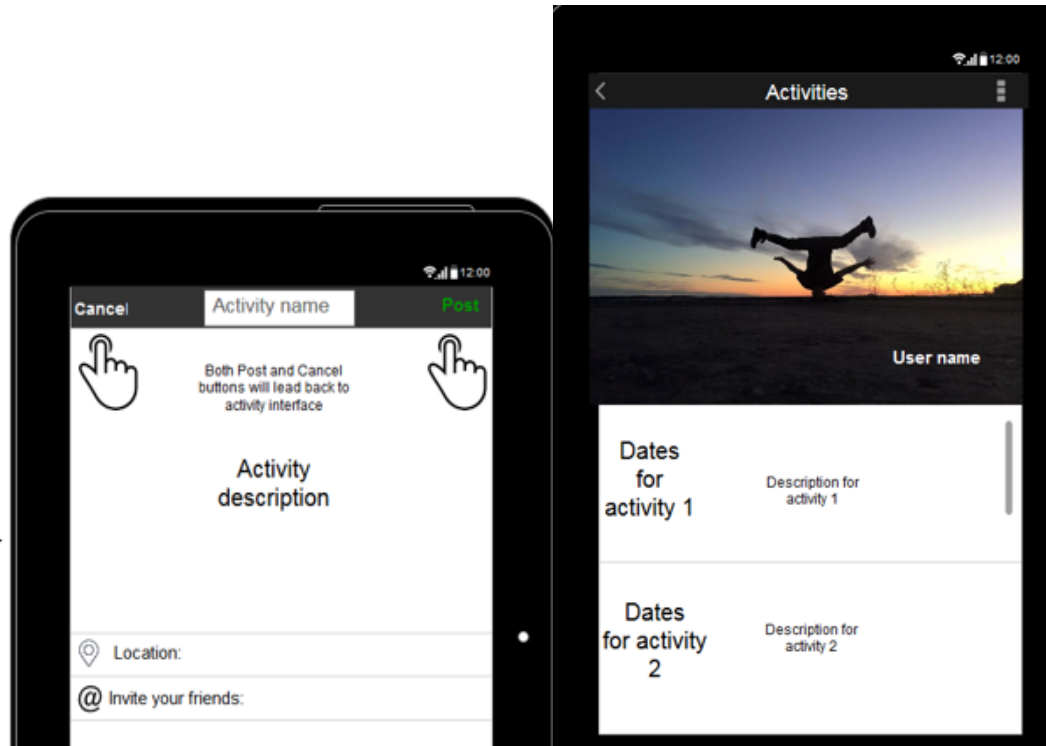 12:00
Cancel
Activity name
Post
Both Post and Cancel
buttons will lead back to
activity interface
Activity
description
Location:
@ Invite your friends:
12:00
Activities
User name
Dates
for
activity 1
Description for
activity 1
Dates
for activity
2
Description for
activity 2